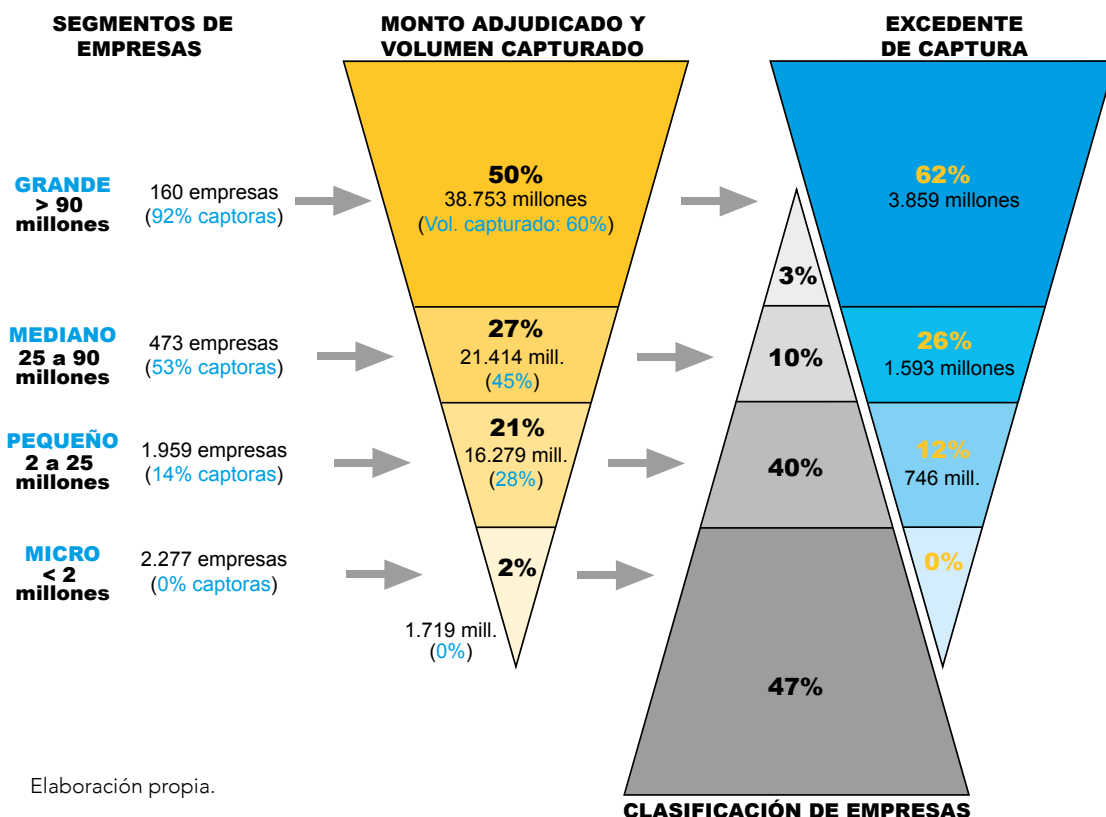 SEGMENTOS DE
EMPRESAS
MONTO ADJUDICADO Y
VOLUMEN CAPTURADO
EXCEDENTE
DE CAPTURA
GRANDE
> 90
millones
160 empresas
(92% captoras)
50%
38.753 millones
(Vol. capturado: 60%)
3%
62%
3.859 millones
MEDIANO
25 a 90
millones
473 empresas
(53% captoras)
27%
21.414 mill.
(45%)
10%
26%
1.593 millones
PEQUEÑO
2 a 25
millones
1.959 empresas
(14% captoras)
21%
16.279 mill.
(28%)
40%
12%
746 mill.
MICRO
< 2
millones
2.277 empresas
(0% captoras)
2%
1.719 mill.
(0%)
47%
0%
Elaboración propia.
CLASIFICACIÓN DE EMPRESAS